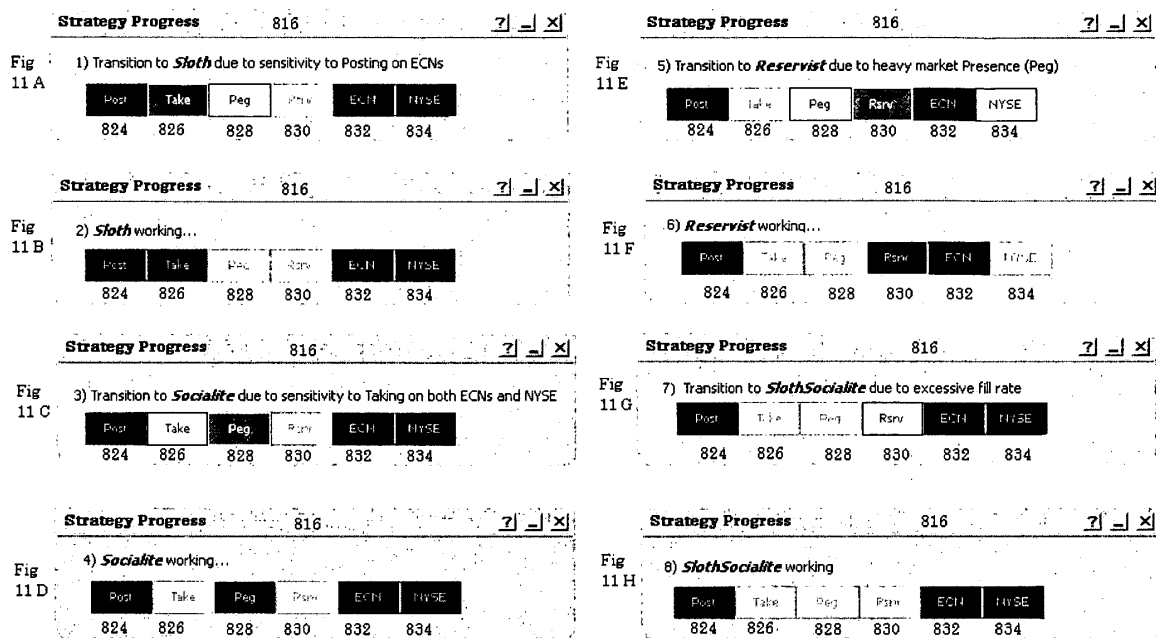 Strategy Progress 816 ? _ X
Fig 11 A
1) Transition to Sloth due to sensitivity to Posting on ECNs
Post Take Peg Rsrv ECN NYSE
824 826 828 830 832 834
Strategy Progress 816 ? _ X
Fig 11 B
2) Sloth working...
Post Take Peg Rsrv ECN NYSE
824 826 828 830 832 834
Strategy Progress 816 ? _ X
Fig 11 C
3) Transition to Socialite due to sensitivity to Taking on both ECNs and NYSE
Post Take Peg Rsrv ECN NYSE
824 826 828 830 832 834
Strategy Progress 816 ? _ X
Fig 11 D
4) Socialite working...
Post Take Peg Rsrv ECN NYSE
824 826 828 830 832 834
Strategy Progress 816 ? _ X
Fig 11 E
5) Transition to Reservist due to heavy market Presence (Peg)
Post Take Peg Rsrv ECN NYSE
824 826 828 830 832 834
Strategy Progress 816 ? _ X
Fig 11 F
6) Reservist working...
Post Take Peg Rsrv ECN NYSE
824 826 828 830 832 834
Strategy Progress 816 ? _ X
Fig 11 G
7) Transition to SlothSocialite due to excessive fill rate
Post Take Peg Rsrv ECN NYSE
824 826 828 830 832 834
Strategy Progress 816 ? _ X
Fig 11 H
8) SlothSocialite working
Post Take Peg Rsrv ECN NYSE
824 826 828 830 832 834